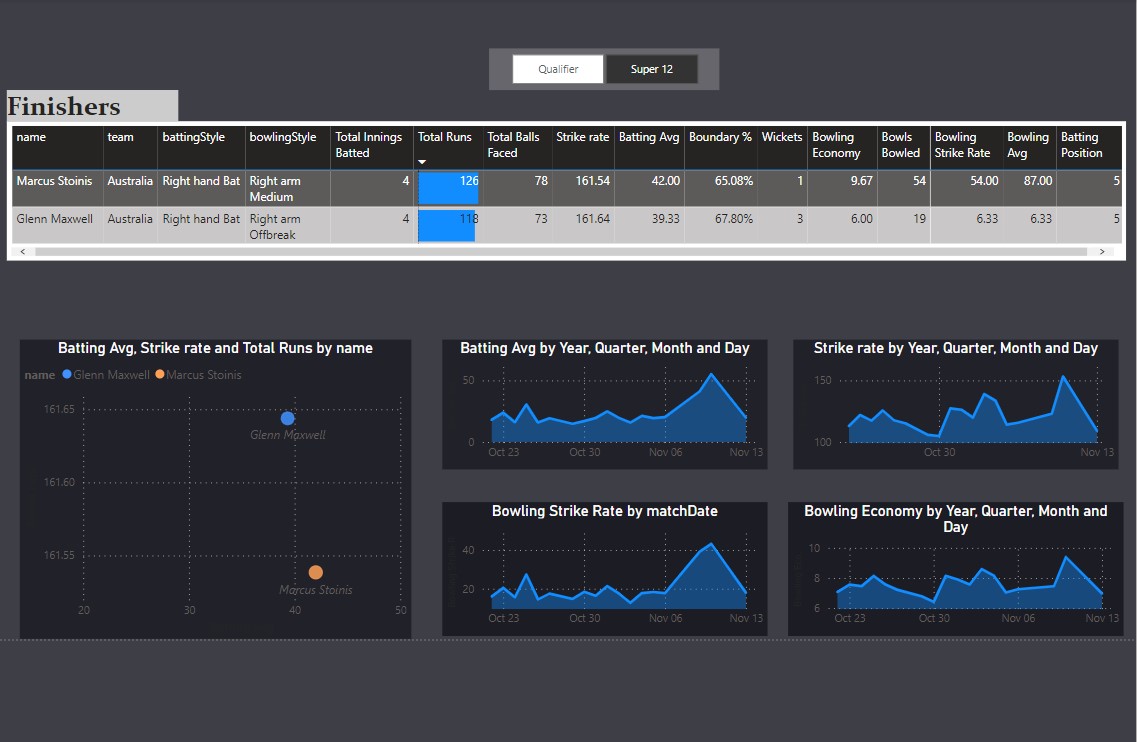 Qualifier Super 12
Finishers
name team battingStyle bowlingStyle Total Innings Batted Total Runs Total Balls Faced Strike rate Batting Avg Boundary % Wickets Bowling Economy Bowls Bowled Bowling Strike Rate Bowling Avg Batting Position
Marcus Stoinis Australia Right hand Bat Right arm Medium 4 126 78 161.54 42.00 65.08% 1 9.67 54 54.00 87.00 5
Glenn Maxwell Australia Right hand Bat Right arm Offbreak 4 118 73 161.64 39.33 67.80% 3 6.00 19 6.33 6.33 5
Batting Avg, Strike rate and Total Runs by name
name Glenn Maxwell Marcus Stoinis
161.65
Glenn Maxwell
161.60
161.55
Marcus Stoinis
20 30 40 50
Batting Avg by Year, Quarter, Month and Day
50
0
Oct 23 Oct 30 Nov 06 Nov 13
Strike rate by Year, Quarter, Month and Day
150
100
Oct 30 Nov 13
Bowling Strike Rate by matchDate
40
20
Oct 23 Oct 30 Nov 06 Nov 13
Bowling Economy by Year, Quarter, Month and
Day
10
8
6
Oct 23 Oct 30 Nov 06 Nov 13